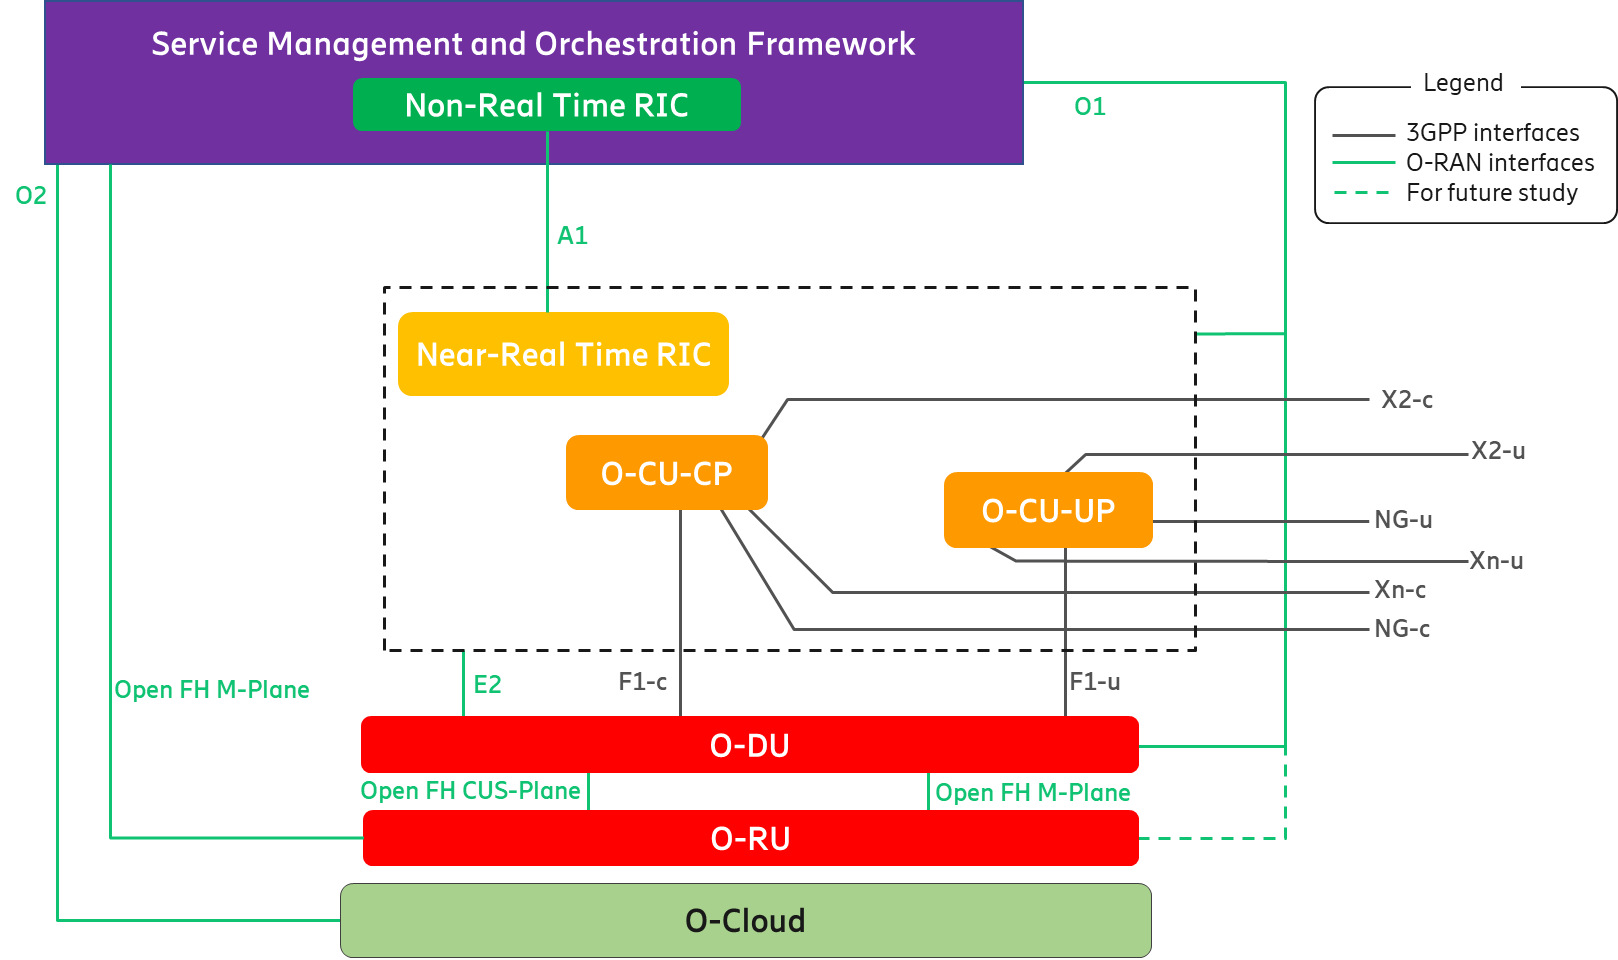 Service Management and Orchestration Framework
Non-Real Time RIC
O1
Legend
3GPP interfaces
O-RAN interfaces
For future study
O2
A1
Near-Real Time RIC
X2-c
O-CU-CP
X2-u
O-CU-UP
NG-u
Xn-u
Xn-c
NG-c
Open FH M-Plane
E2
F1-c
F1-u
O-DU
Open FH CUS-Plane
Open FH M-Plane
O-RU
O-Cloud